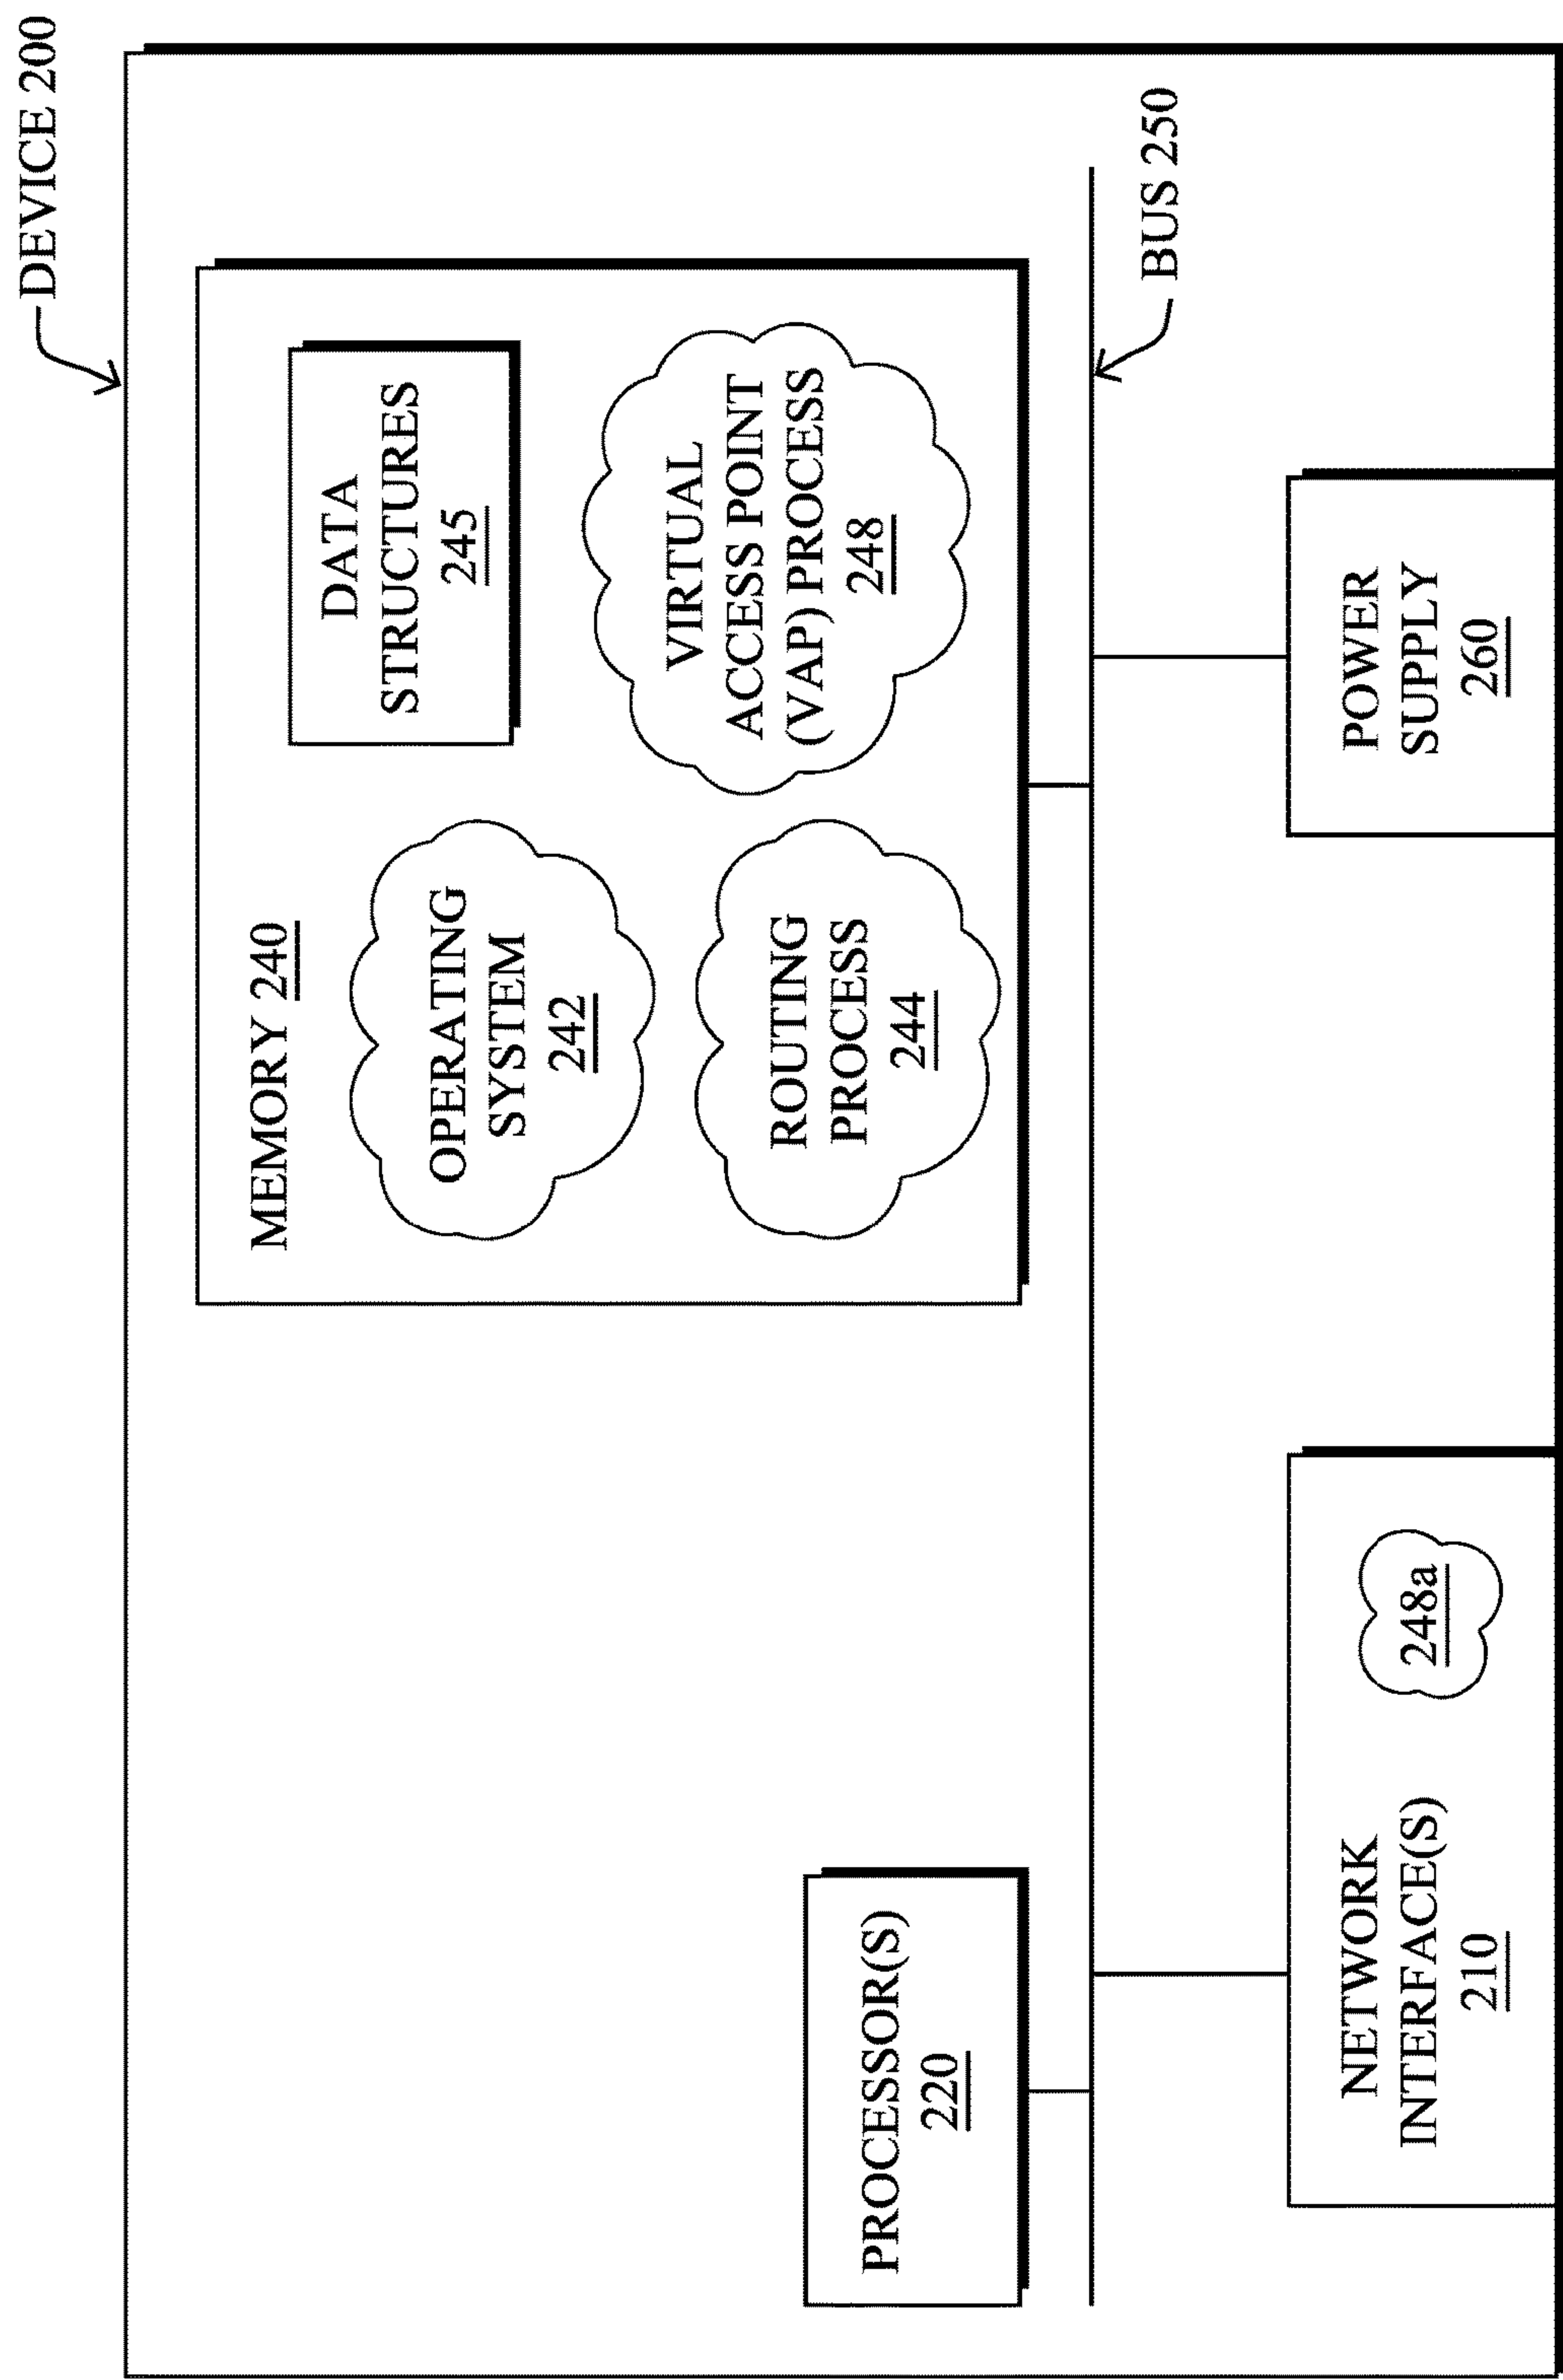 DEVICE 200
MEMORY 240
OPERATING
SYSTEM
242
DATA
STRUCTURES
245
ROUTING
PROCESS
244
VIRTUAL
ACCESS POINT
(VAP) PROCESS
248
PROCESSOR(S)
220
BUS 250
NETWORK
INTERFACE(S)
210
248a
POWER
SUPPLY
260